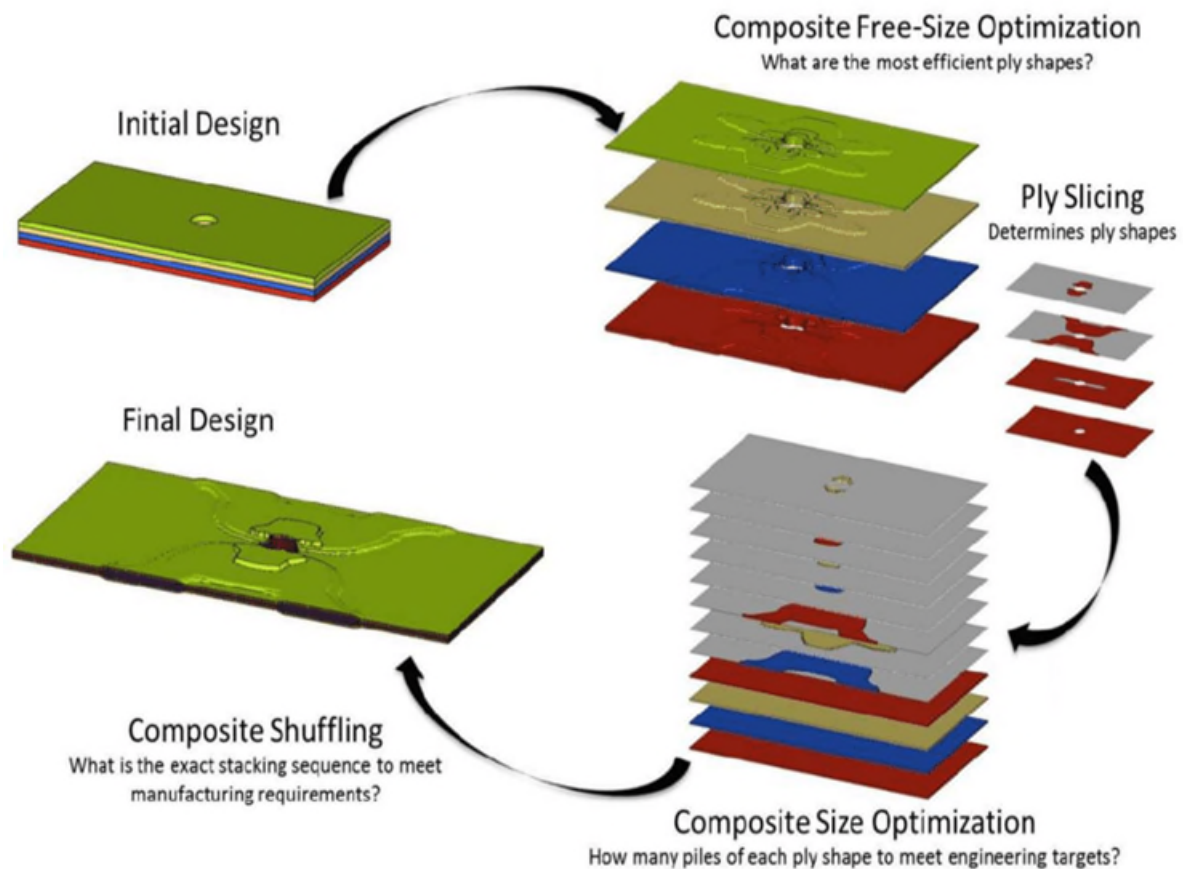 Composite Free-Size Optimization
What are the most efficient ply shapes?
Initial Design
Ply Slicing
Determines ply shapes
Final Design
Composite Shuffling
What is the exact stacking sequence to meet
manufacturing requirements?
Composite Size Optimization
How many piles of each ply shape to meet engineering targets?